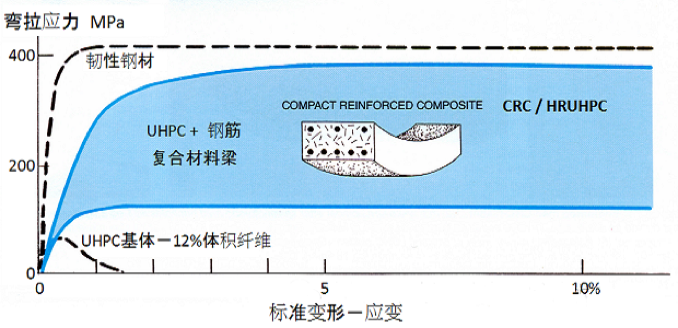 弯拉应力 MPa
400
韧性钢材
COMPACT REINFORCED COMPOSITE CRC / HRUHPC
UHPC + 钢筋
复合材料梁
200
UHPC基体－12%体积纤维
0
0 5 10%
标准变形－应变